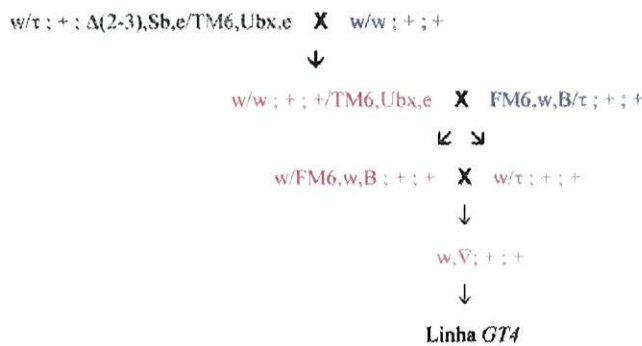 w/τ ; + ; Δ(2-3),Sb,e/TM6,Ubx,e X w/w ; + ; +
w/w ; + ; +/TM6,Ubx,e X FM6,w,B/τ ; + ; +
w/FM6,w,B ; + ; + X w/τ ; + ; +
w,∇ ; + ; +
Linha GT4